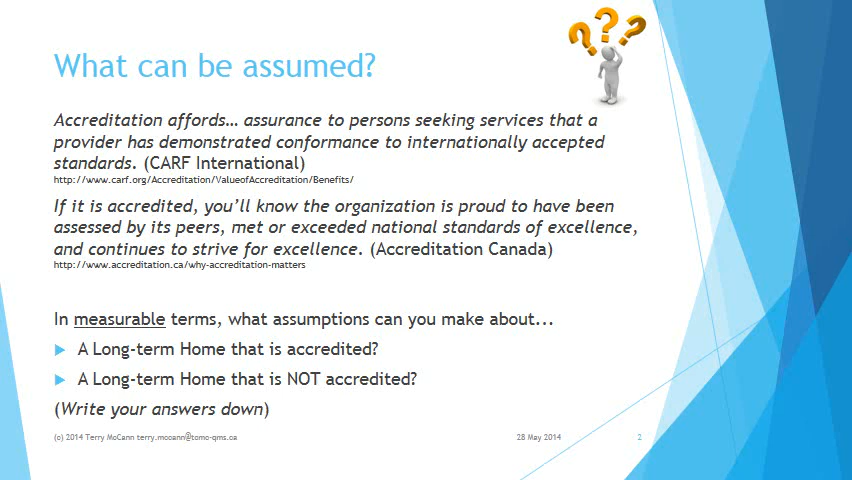 What can be assumed?
Accreditation affords… assurance to persons seeking services that a
provider has demonstrated conformance to internationally accepted
standards. (CARF International)
http://www.carf.org/Accreditation/ValueofAccreditation/Benefits/
If it is accredited, you’ll know the organization is proud to have been
assessed by its peers, met or exceeded national standards of excellence,
and continues to strive for excellence. (Accreditation Canada)
http://www.accreditation.ca/why-accreditation-matters
In measurable terms, what assumptions can you make about...
A Long-term Home that is accredited?
A Long-term Home that is NOT accredited?
(Write your answers down)
(c) 2014 Terry McCann terry.mccann@tomc-qms.ca 28 May 2014 2